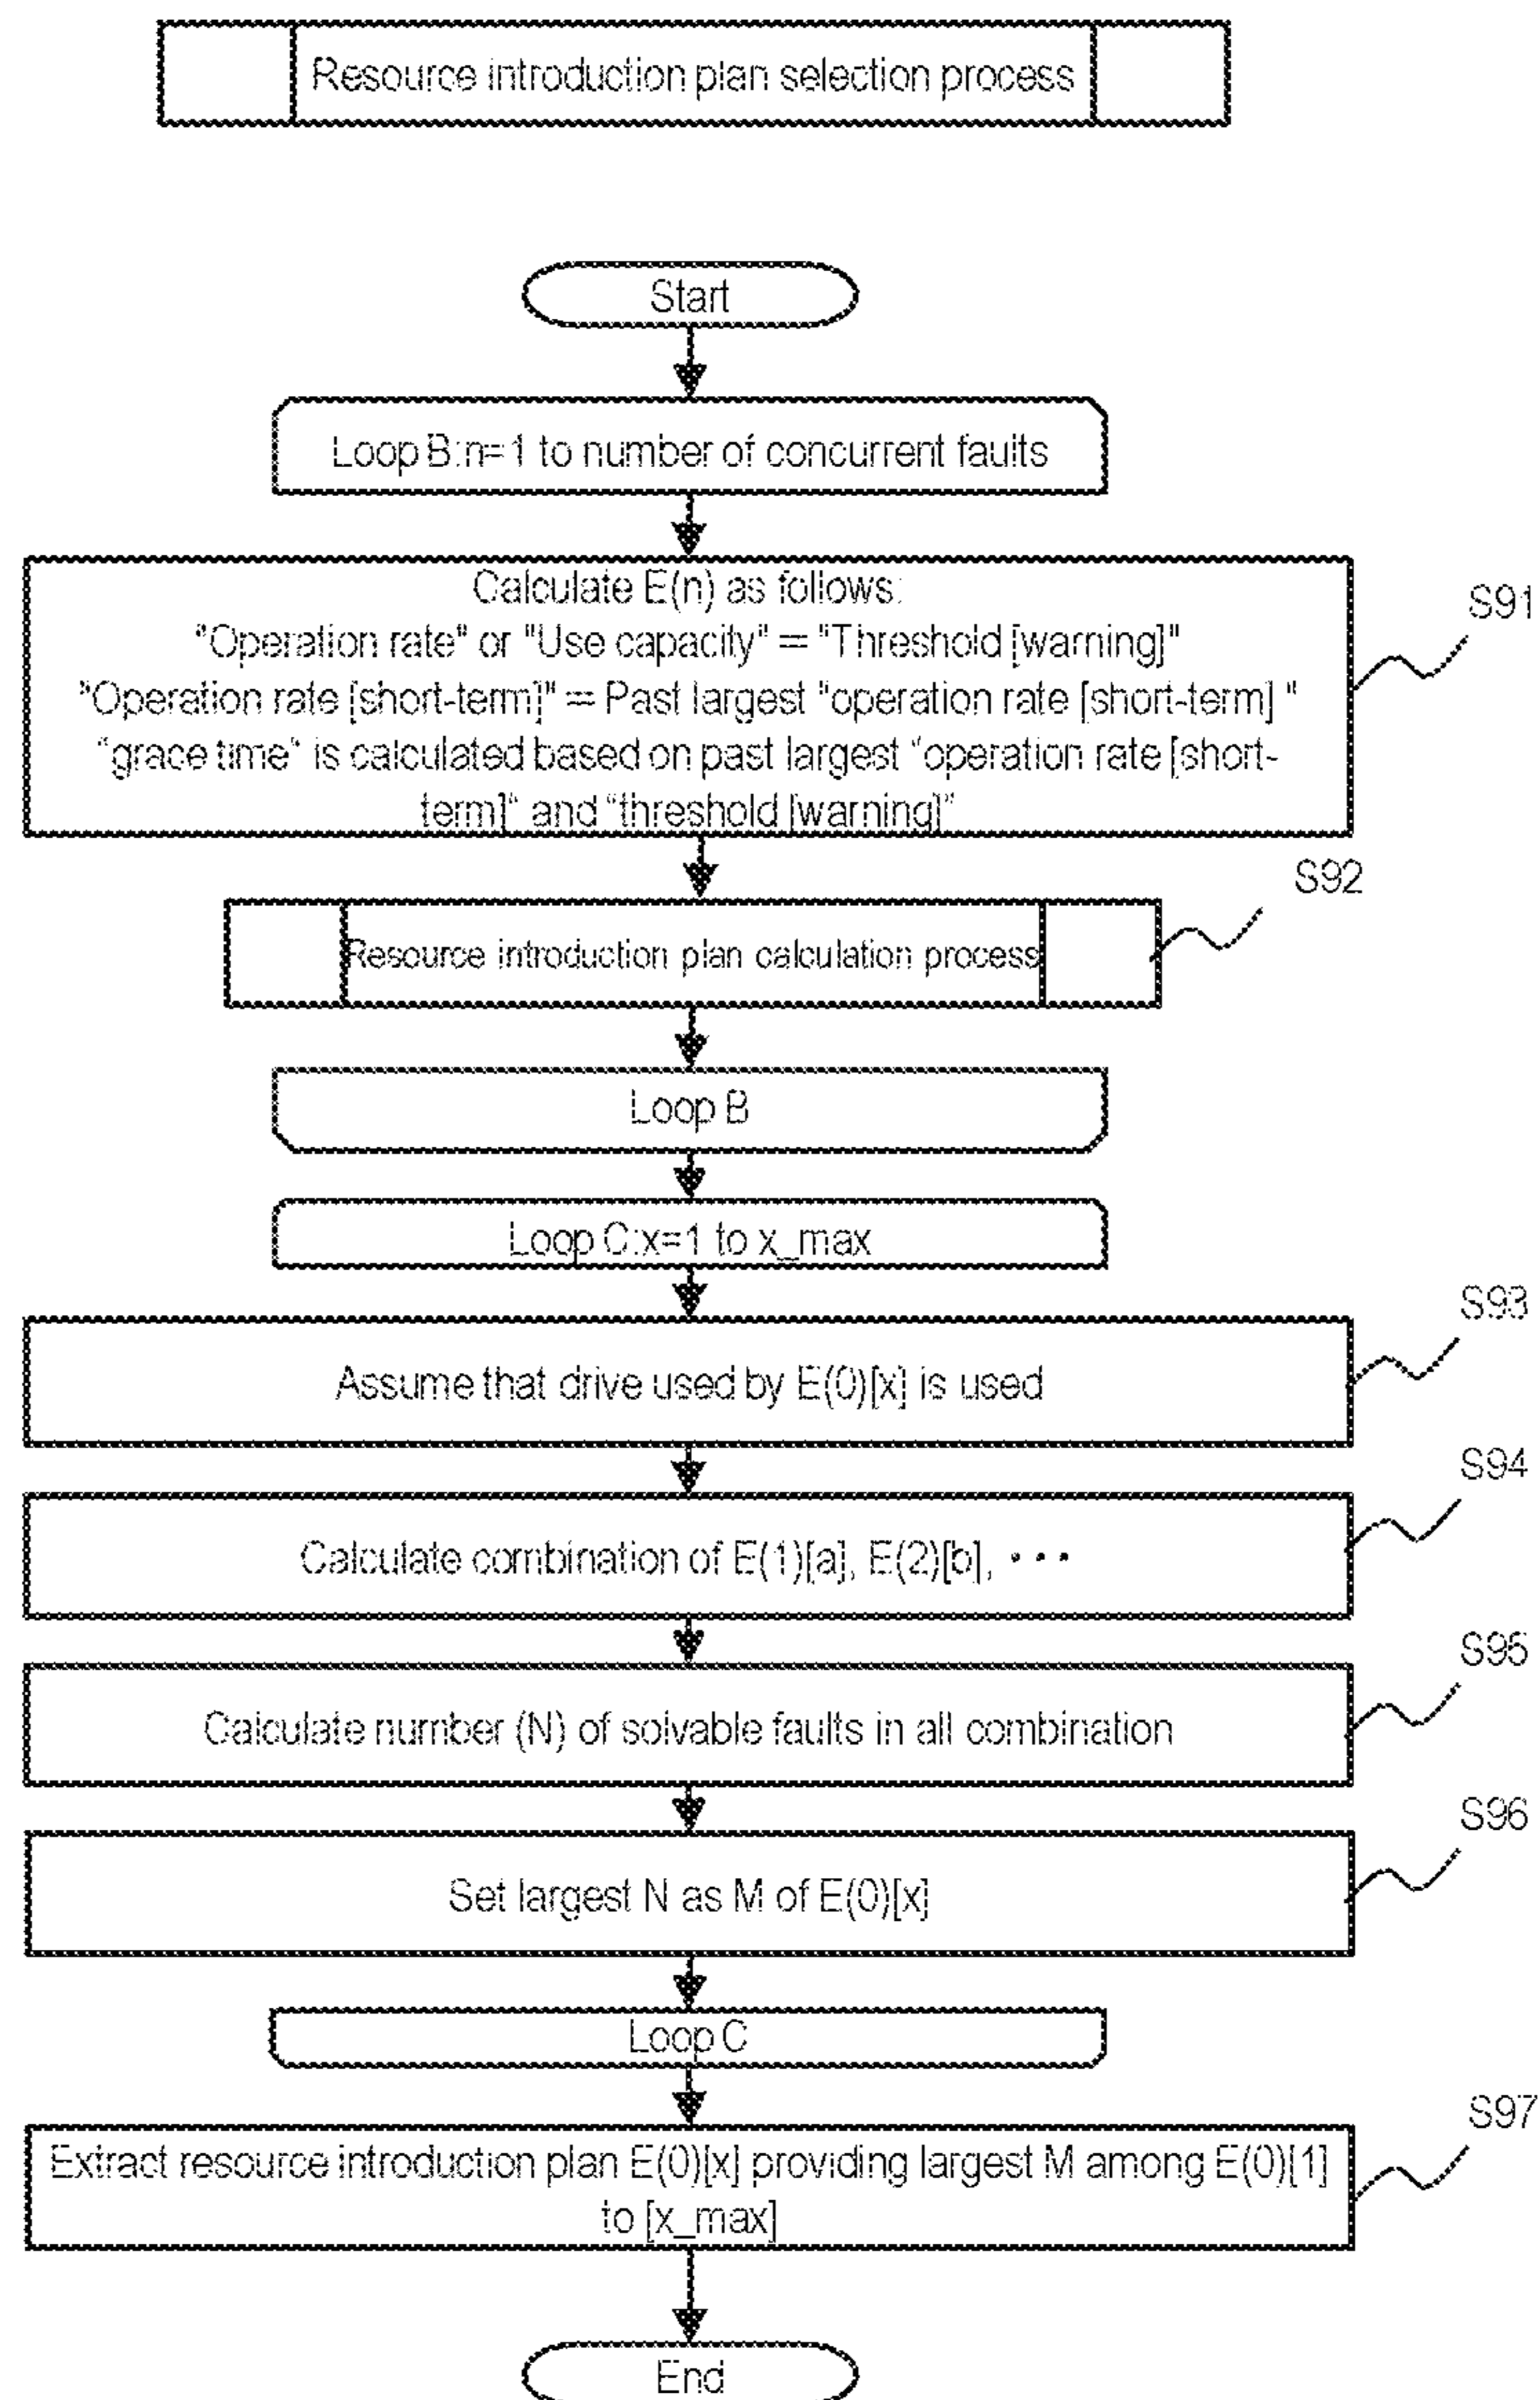 Resource introduction plan selection process
Start
Loop B:n=1 to number of concurrent faults
Calculate E(n) as follows:
"Operation rate" or "Use capacity" = "Threshold [warning]"
"Operation rate [short-term]" = Past largest "operation rate [short-term] "
"grace time" is calculated based on past largest "operation rate [short-
term]" and "threshold [warning]"
S91
S92
Resource introduction plan calculation process
Loop B
Loop C:x=1 to x_max
S93
Assume that drive used by E(0)[x] is used
S94
Calculate combination of E(1)[a], E(2)[b], ･･･
S95
Calculate number (N) of solvable faults in all combination
S96
Set largest N as M of E(0)[x]
Loop C
S97
Extract resource introduction plan E(0)[x] providing largest M among E(0)[1]
to [x_max]
End